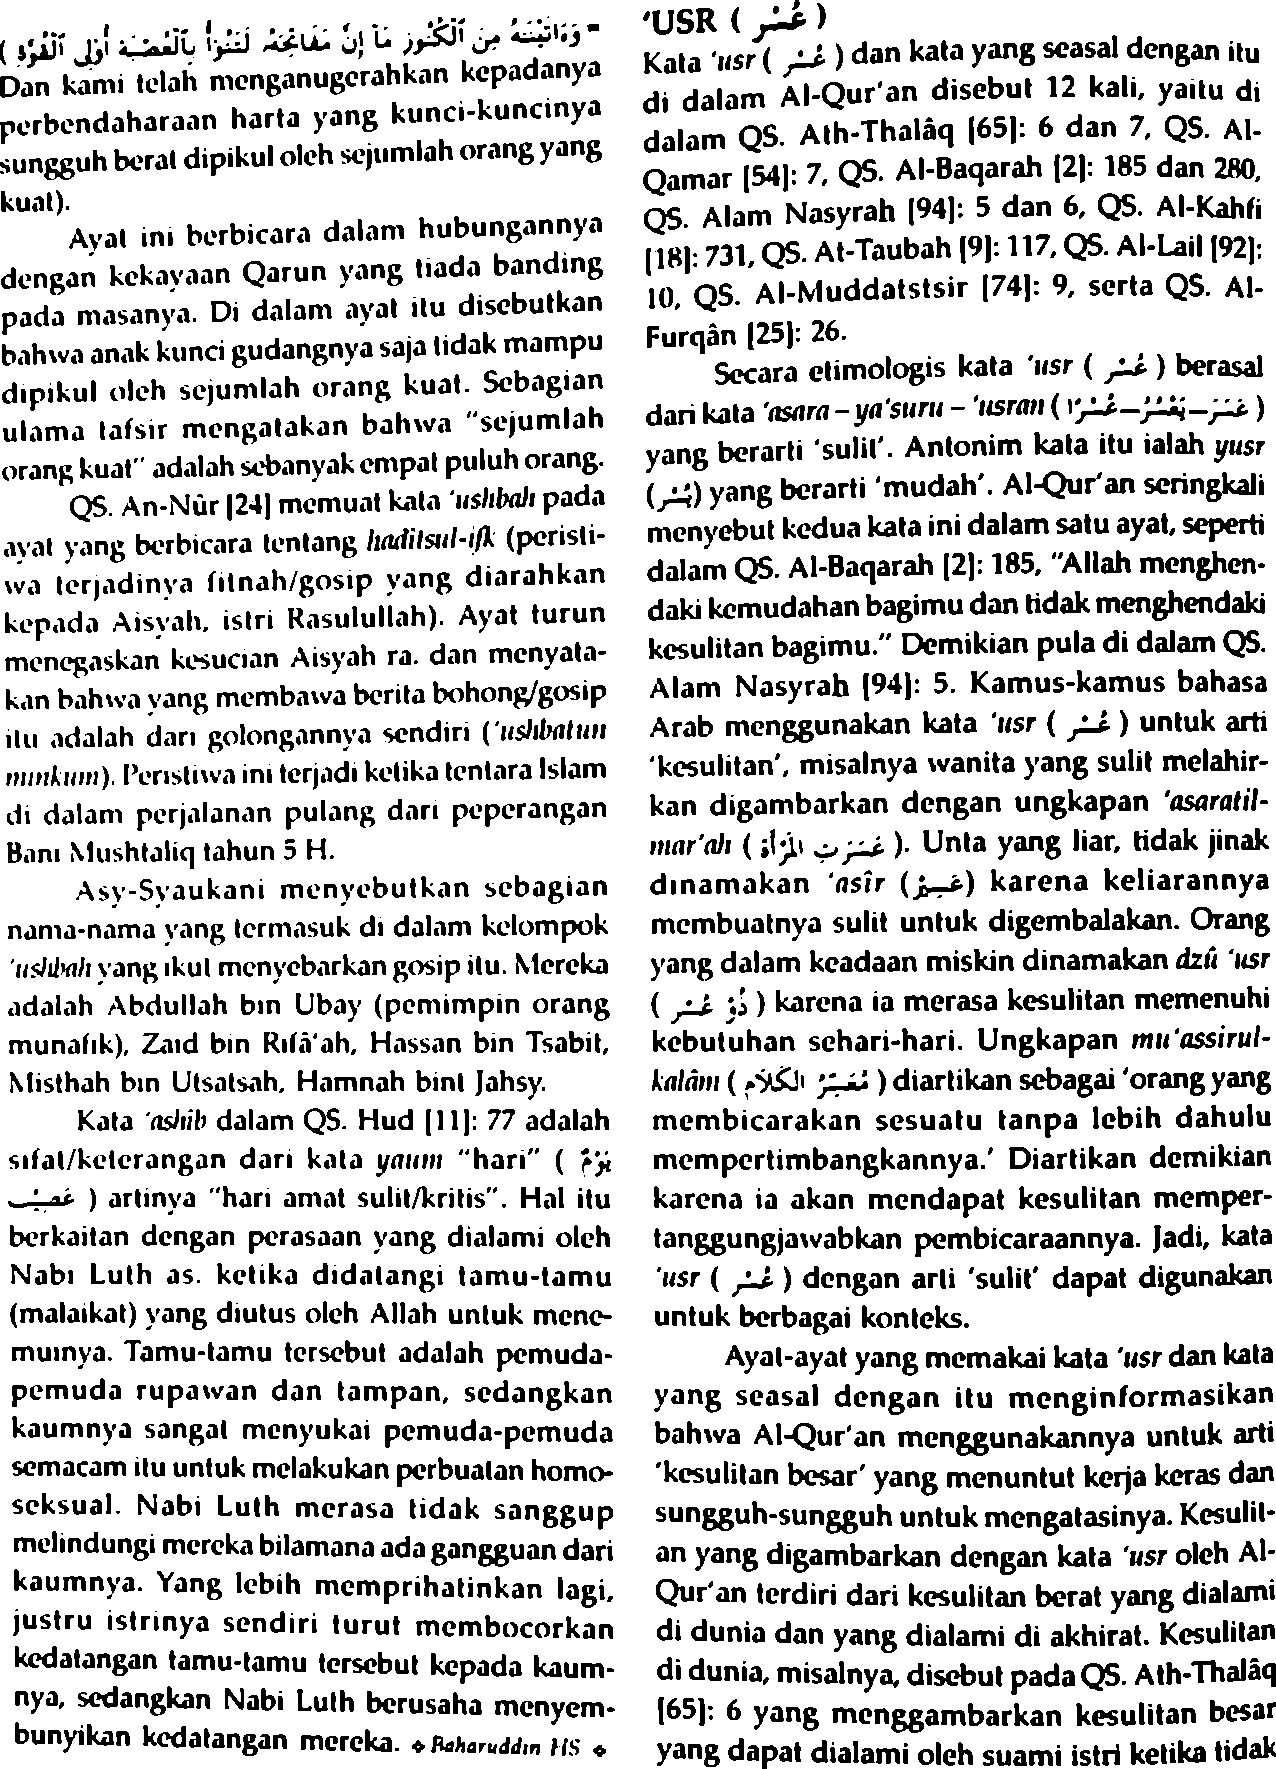 وَءَاتَيْنَٰهُ مِنَ ٱلْكُنُوزِ مَآ إِنَّ مَفَاتِحَهُۥ لَتَنُوٓأُ بِٱلْعُصْبَةِ أُو۟لِى ٱلْقُوَّةِ (
Dan kami telah menganugerahkan kepadanya
perbendaharaan harta yang kunci-kuncinya
sungguh berat dipikul oleh sejumlah orang yang
kuat).
Ayat ini berbicara dalam hubungannya
dengan kekayaan Qarun yang tiada banding
pada masanya. Di dalam ayat itu disebutkan
bahwa anak kunci gudangnya saja tidak mampu
dipikul oleh sejumlah orang kuat. Sebagian
ulama tafsir mengatakan bahwa "sejumlah
orang kuat" adalah sebanyak empat puluh orang.
QS. An-Nûr [24] memuat kata 'ushbah pada
ayat yang berbicara tentang haditsul-ifk (peristi-
wa terjadinya fitnah/gosip yang diarahkan
kepada Aisyah, istri Rasulullah). Ayat turun
menegaskan kesucian Aisyah ra. dan menyata-
kan bahwa yang membawa berita bohong/gosip
itu adalah dari golongannya sendiri ('ushbatun
minkum). Peristiwa ini terjadi ketika tentara Islam
di dalam perjalanan pulang dari peperangan
Bani Mushtaliq tahun 5 H.
Asy-Syaukani menyebutkan sebagian
nama-nama yang termasuk di dalam kelompok
'ushbah yang ikut menyebarkan gosip itu. Mereka
adalah Abdullah bin Ubay (pemimpin orang
munafik), Zaid bin Rifâ'ah, Hassan bin Tsabit,
Misthah bin Utsatsah, Hamnah bint Jahsy.
Kata 'ashib dalam QS. Hud [11]: 77 adalah
sifat/keterangan dari kata yaum "hari" ( يَوْمٌ
عَصِيْبٌ ) artinya "hari amat sulit/kritis". Hal itu
berkaitan dengan perasaan yang dialami oleh
Nabi Luth as. ketika didatangi tamu-tamu
(malaikat) yang diutus oleh Allah untuk mene-
muinya. Tamu-tamu tersebut adalah pemuda-
pemuda rupawan dan tampan, sedangkan
kaumnya sangat menyukai pemuda-pemuda
semacam itu untuk melakukan perbuatan homo-
seksual. Nabi Luth merasa tidak sanggup
melindungi mereka bilamana ada gangguan dari
kaumnya. Yang lebih memprihatinkan lagi,
justru istrinya sendiri turut membocorkan
kedatangan tamu-tamu tersebut kepada kaum-
nya, sedangkan Nabi Luth berusaha menyem-
bunyikan kedatangan mereka. ⬥ Baharuddin HS ⬥
'USR ( عُسْر )
Kata 'usr ( عُسْر ) dan kata yang seasal dengan itu
di dalam Al-Qur'an disebut 12 kali, yaitu di
dalam QS. Ath-Thalâq [65]: 6 dan 7, QS. Al-
Qamar [54]: 7, QS. Al-Baqarah [2]: 185 dan 280,
QS. Alam Nasyrah [94]: 5 dan 6, QS. Al-Kahfi
[18]: 731, QS. At-Taubah [9]: 117, QS. Al-Lail [92]:
10, QS. Al-Muddatstsir [74]: 9, serta QS. Al-
Furqân [25]: 26.
Secara etimologis kata 'usr ( عُسْر ) berasal
dari kata 'asara – ya'suru – 'usran ( عَسَرَ–يَعْسُرُ–عُسْرًا )
yang berarti 'sulit'. Antonim kata itu ialah yusr
(يُسْر) yang berarti 'mudah'. Al-Qur'an seringkali
menyebut kedua kata ini dalam satu ayat, seperti
dalam QS. Al-Baqarah [2]: 185, "Allah menghen-
daki kemudahan bagimu dan tidak menghendaki
kesulitan bagimu." Demikian pula di dalam QS.
Alam Nasyrah [94]: 5. Kamus-kamus bahasa
Arab menggunakan kata 'usr ( عُسْر ) untuk arti
'kesulitan', misalnya wanita yang sulit melahir-
kan digambarkan dengan ungkapan 'asaratil-
mar'ah ( عَسَرَتِ الْمَرْأَةُ ). Unta yang liar, tidak jinak
dinamakan 'asîr (عَسِيْرٌ) karena keliarannya
membuatnya sulit untuk digembalakan. Orang
yang dalam keadaan miskin dinamakan dzû 'usr
( ذُوْ عُسْر ) karena ia merasa kesulitan memenuhi
kebutuhan sehari-hari. Ungkapan mu'assirul-
kalâm ( مُعَسِّرُ الْكَلَامِ ) diartikan sebagai 'orang yang
membicarakan sesuatu tanpa lebih dahulu
mempertimbangkannya.' Diartikan demikian
karena ia akan mendapat kesulitan memper-
tanggungjawabkan pembicaraannya. Jadi, kata
'usr ( عُسْر ) dengan arti 'sulit' dapat digunakan
untuk berbagai konteks.
Ayat-ayat yang memakai kata 'usr dan kata
yang seasal dengan itu menginformasikan
bahwa Al-Qur'an menggunakannya untuk arti
'kesulitan besar' yang menuntut kerja keras dan
sungguh-sungguh untuk mengatasinya. Kesulit-
an yang digambarkan dengan kata 'usr oleh Al-
Qur'an terdiri dari kesulitan berat yang dialami
di dunia dan yang dialami di akhirat. Kesulitan
di dunia, misalnya, disebut pada QS. Ath-Thalâq
[65]: 6 yang menggambarkan kesulitan besar
yang dapat dialami oleh suami istri ketika tidak